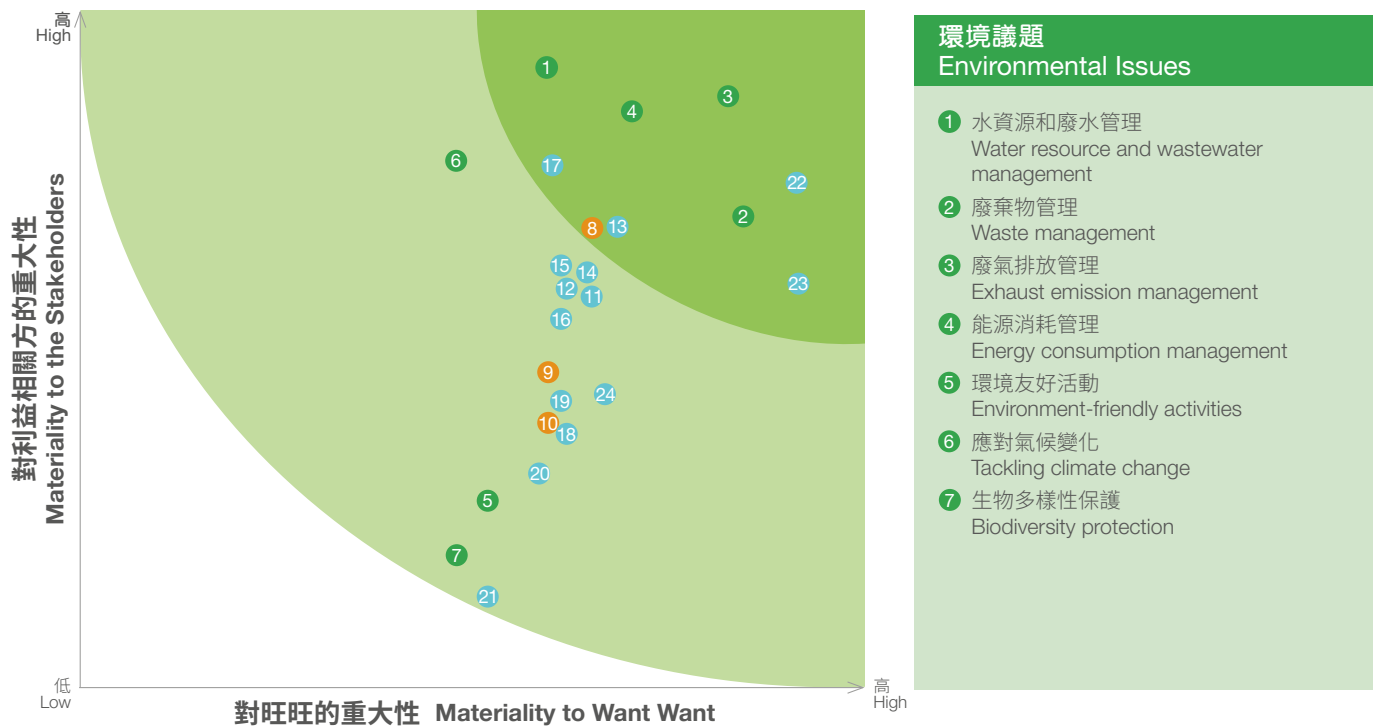 高
High
對利益相關方的重大性
Materiality to the Stakeholders
1
3
4
6
17
22
2
8
13
15
14
23
12
11
16
9
24
19
10
18
20
5
7
21
低
Low
對旺旺的重大性 Materiality to Want Want
高
High
環境議題
Environmental Issues
1 水資源和廢水管理
Water resource and wastewater
management
2 廢棄物管理
Waste management
3 廢氣排放管理
Exhaust emission management
4 能源消耗管理
Energy consumption management
5 環境友好活動
Environment-friendly activities
6 應對氣候變化
Tackling climate change
7 生物多樣性保護
Biodiversity protection